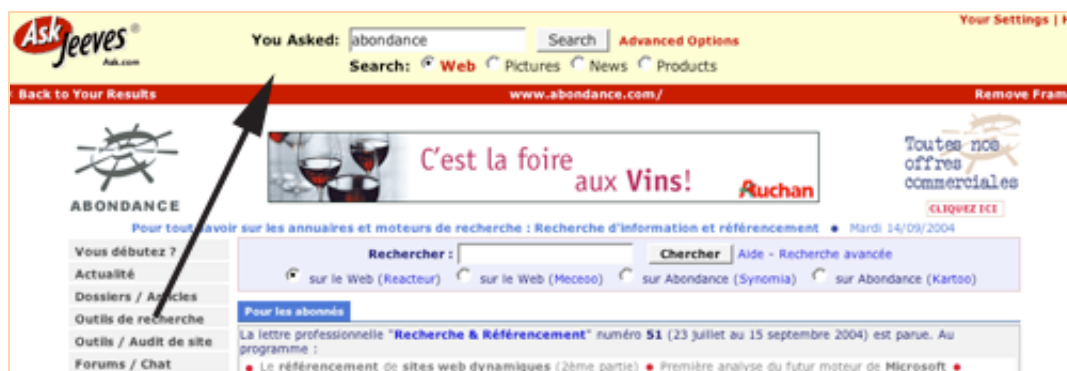 Your Settings | H
Ask Jeeves®
Ask.com
You Asked: abondance Search Advanced Options
Search: Web Pictures News Products
Back to Your Results www.abondance.com/ Remove Fram
ABONDANCE
C'est la foire
aux Vins!
Auchan
Toutes nos
offres
commerciales
CLIQUEZ ICI
Pour tout savoir sur les annuaires et moteurs de recherche : Recherche d'information et référencement • Mardi 14/09/2004
Vous débutez ?
Actualité
Dossiers / Articles
Outils de recherche
Outils / Audit de site
Forums / Chat
Rechercher : Chercher Aide - Recherche avancée
sur le Web (Reacteur) sur le Web (Meceoo) sur Abondance (Synomia) sur Abondance (Kartoo)
Pour les abonnés
La lettre professionnelle "Recherche & Référencement" numéro 51 (23 juillet au 15 septembre 2004) est parue. Au
programme :
• Le référencement de sites web dynamiques (2ème partie) • Première analyse du futur moteur de Microsoft •